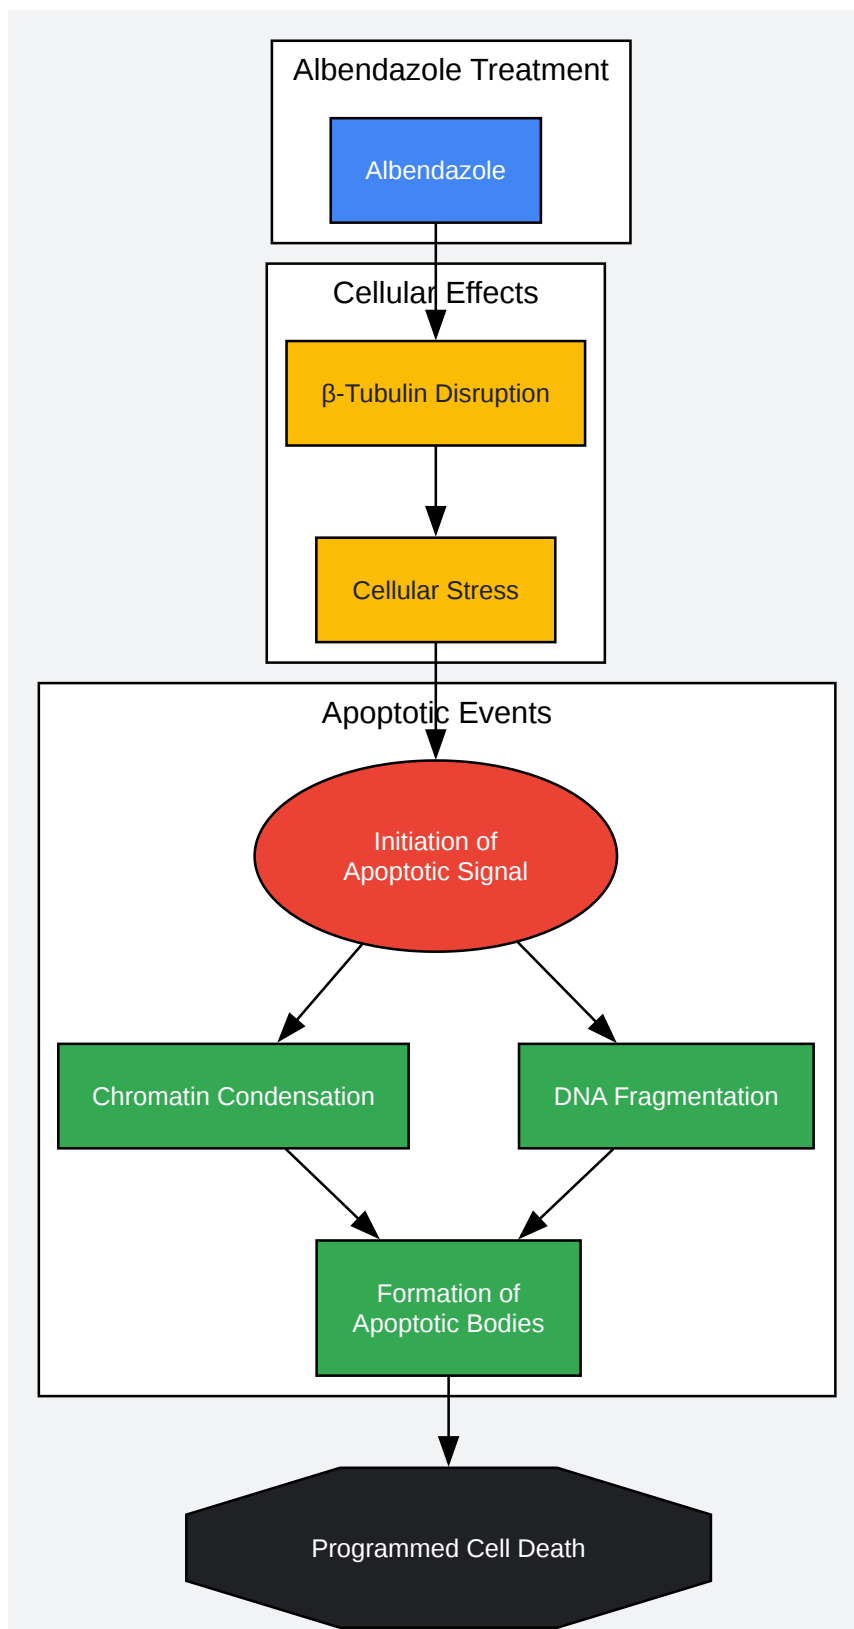 Albendazole Treatment
Albendazole
Cellular Effects
β-Tubulin Disruption
Cellular Stress
Apoptotic Events
Initiation of
Apoptotic Signal
Chromatin Condensation
DNA Fragmentation
Formation of
Apoptotic Bodies
Programmed Cell Death